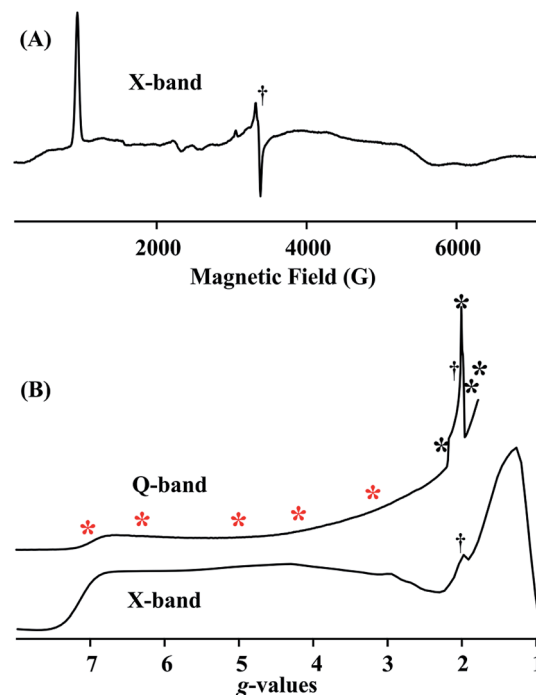 (A)
X-band
†
2000 4000 6000
Magnetic Field (G)
*
(B)
† * *
*
Q-band
* * * * *
†
X-band
7 6 5 4 3 2 1
g-values